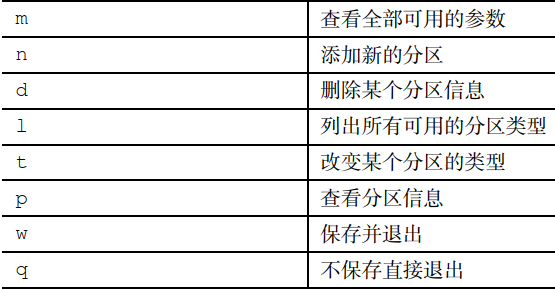 m 查看全部可用的参数
n 添加新的分区
d 删除某个分区信息
l 列出所有可用的分区类型
t 改变某个分区的类型
p 查看分区信息
w 保存并退出
q 不保存直接退出